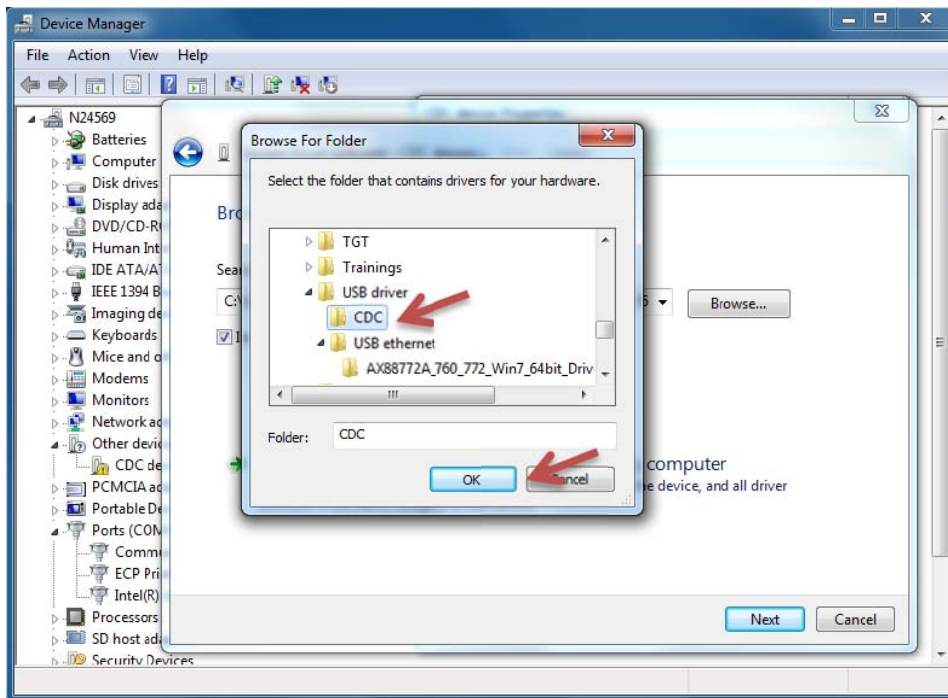 Device Manager
File Action View Help
N24569
Batteries
Computer
Disk drives
Display ada
DVD/CD-R
Human Int
IDE ATA/AT
IEEE 1394 B
Imaging de
Keyboards
Mice and o
Modems
Monitors
Network ad
Other devic
CDC de
PCMCIA ad
Portable De
Ports (COM
Commu
ECP Pri
Intel(R)
Processors
SD host ada
Security Devices
Browse For Folder
Select the folder that contains drivers for your hardware.
TGT
Trainings
USB driver
CDC
USB ethernet
AX88772A_760_772_Win7_64bit_Driv
Folder: CDC
OK Cancel
Bro
Sear
C:\
Browse...
computer
e device, and all driver
Next Cancel